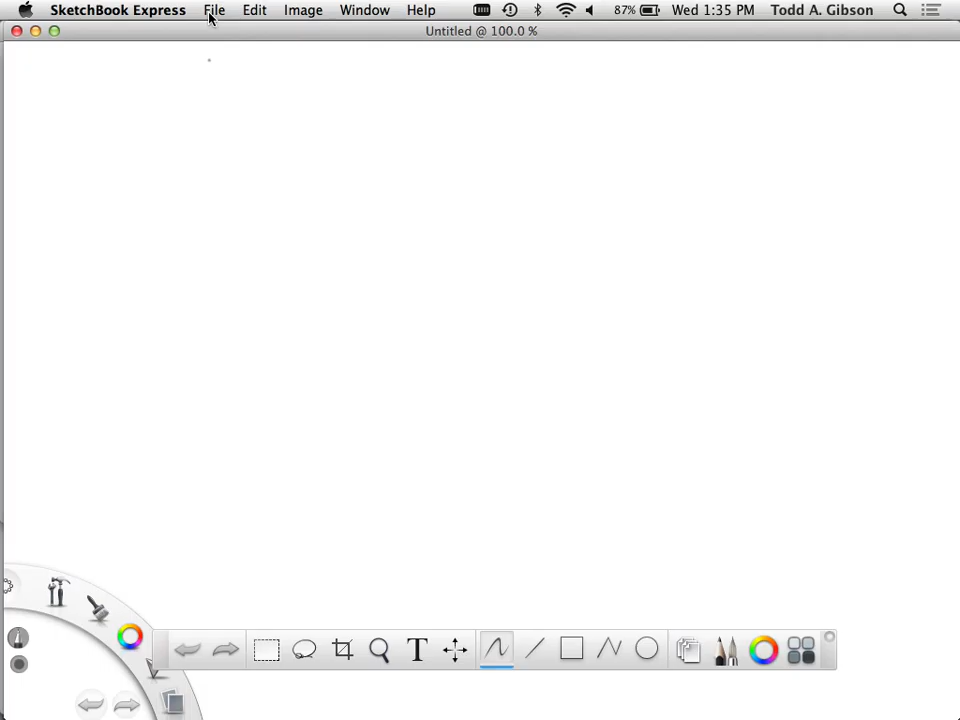 SketchBook Express File Edit Image Window Help 87% Wed 1:35 PM Todd A. Gibson
Untitled @ 100.0 %
T